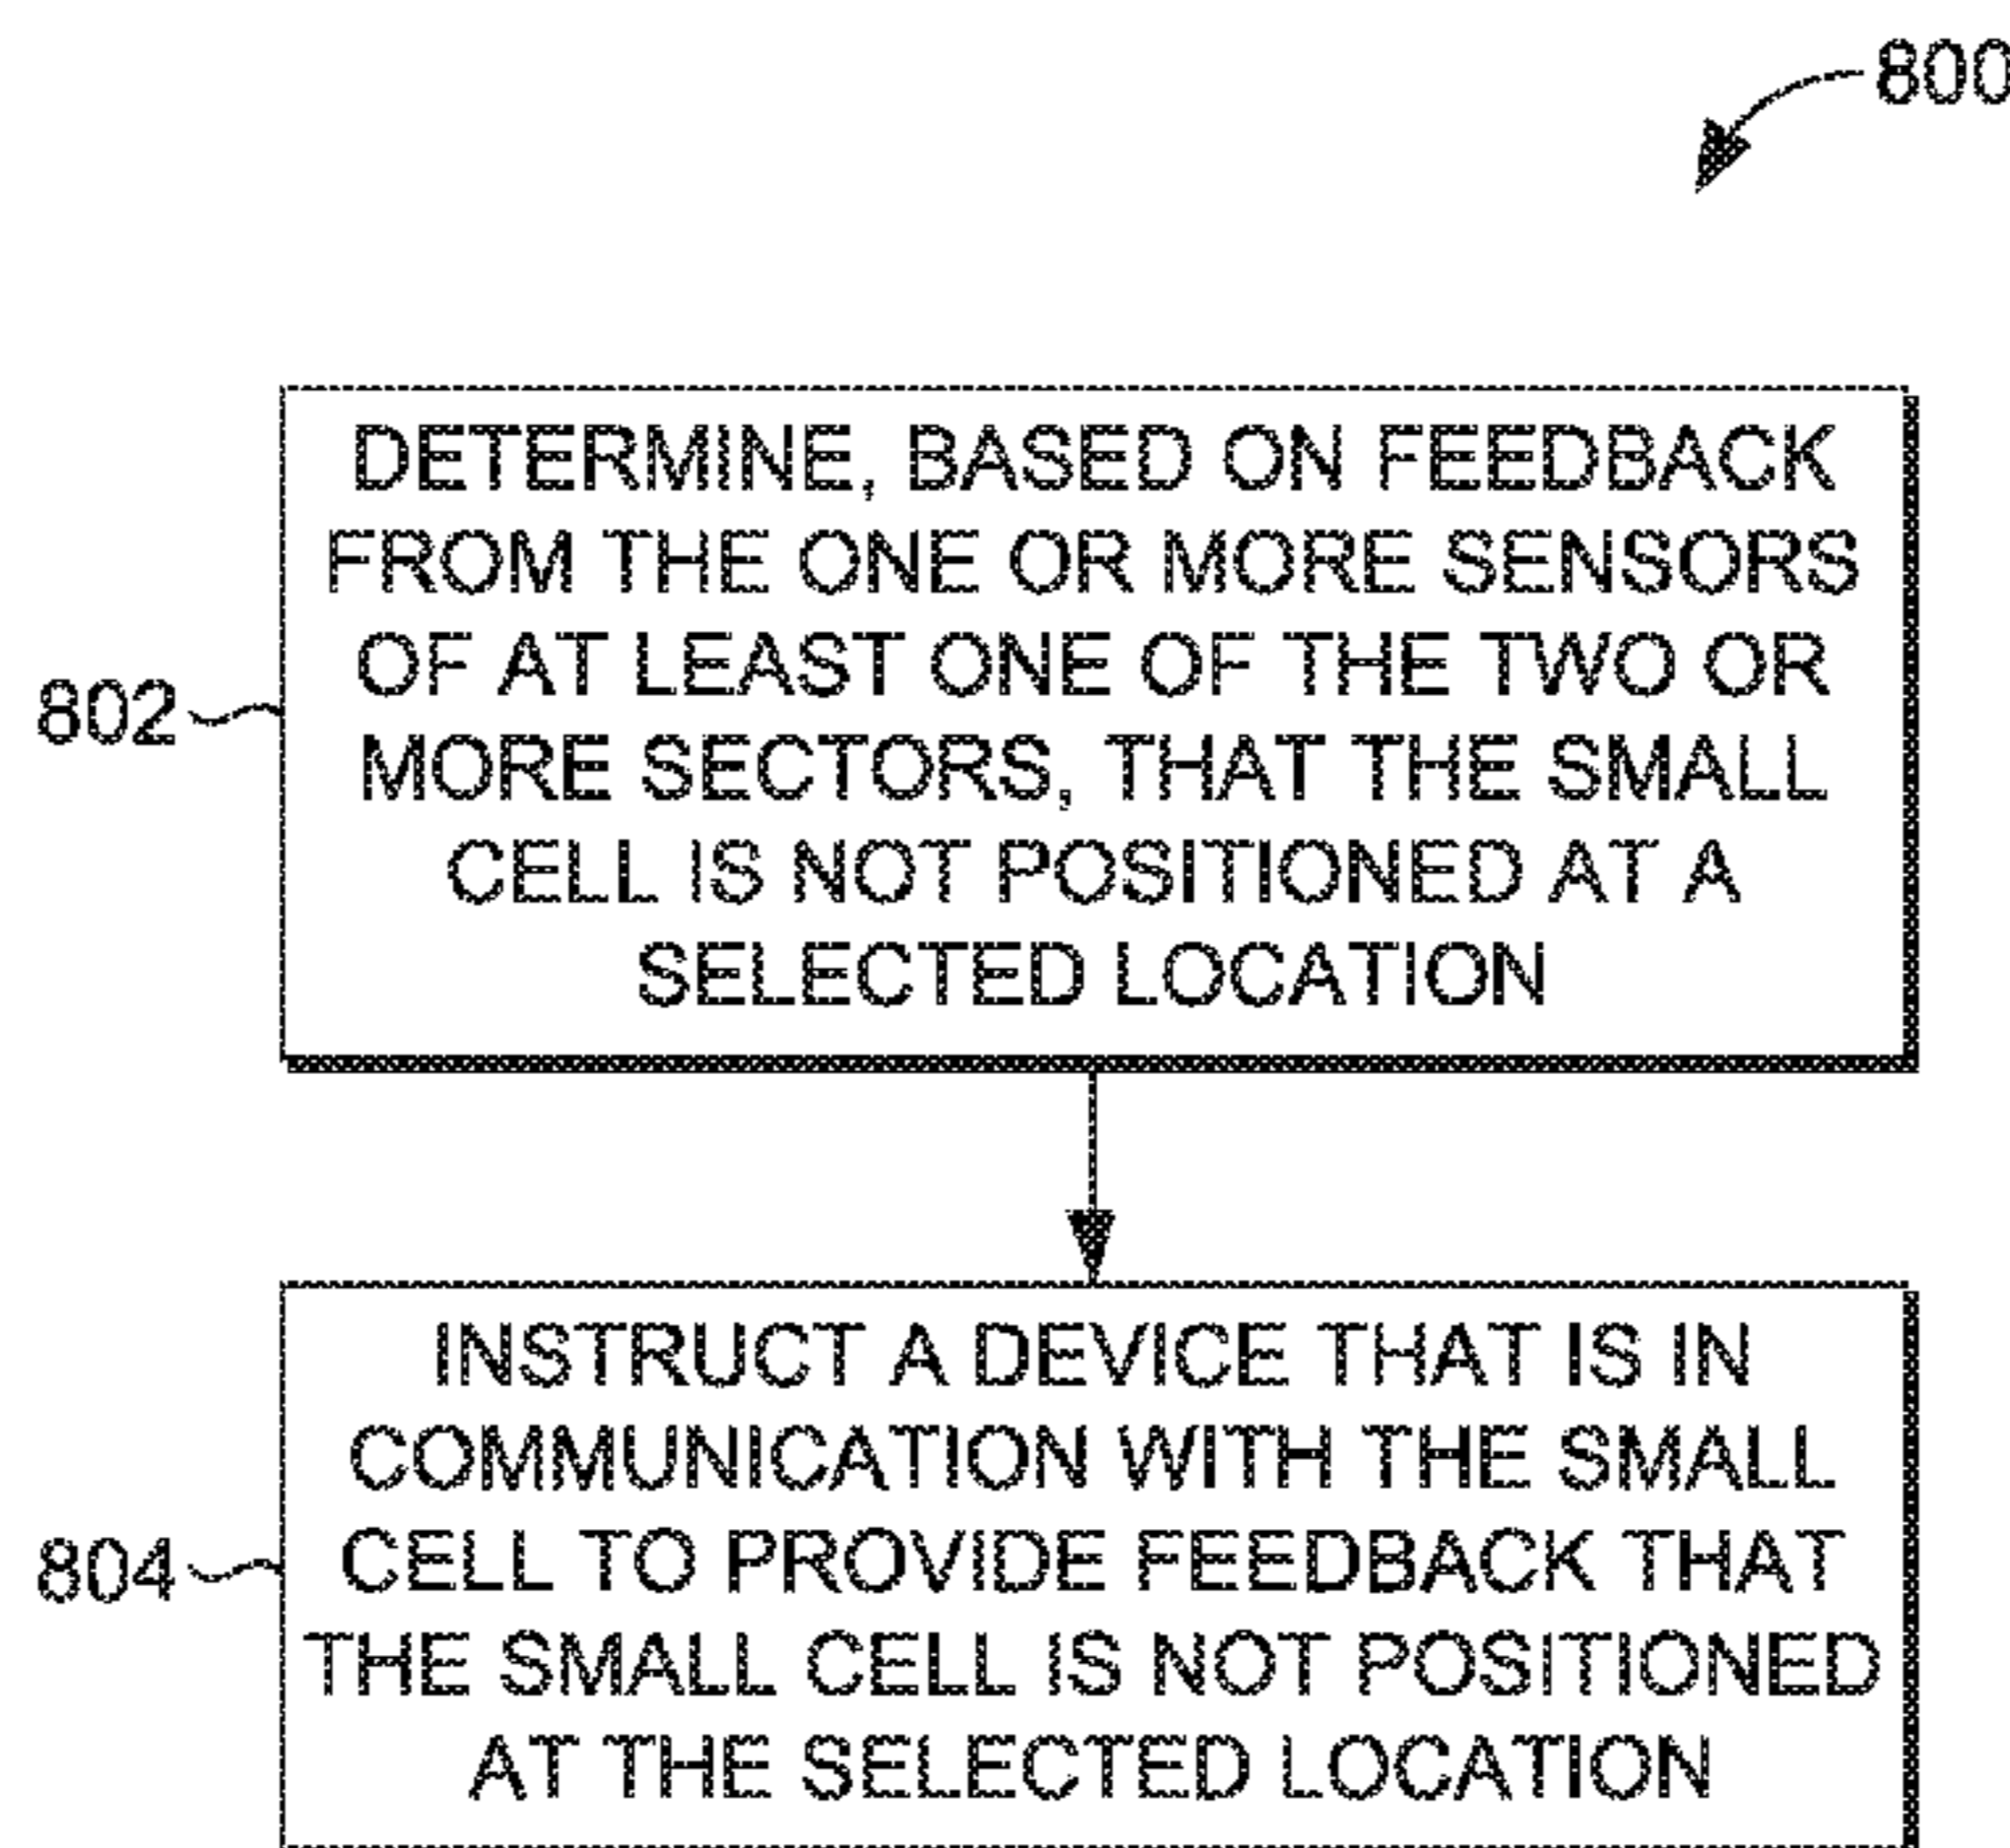 800
DETERMINE, BASED ON FEEDBACK
FROM THE ONE OR MORE SENSORS
OF AT LEAST ONE OF THE TWO OR
MORE SECTORS, THAT THE SMALL
CELL IS NOT POSITIONED AT A
SELECTED LOCATION
802
INSTRUCT A DEVICE THAT IS IN
COMMUNICATION WITH THE SMALL
CELL TO PROVIDE FEEDBACK THAT
THE SMALL CELL IS NOT POSITIONED
AT THE SELECTED LOCATION
804